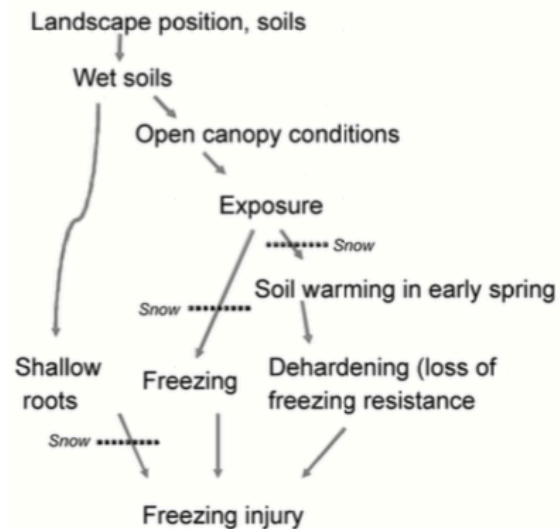 Landscape position, soils
Wet soils
Open canopy conditions
Exposure
Snow
Soil warming in early spring
Snow
Shallow
roots
Freezing
Dehardening (loss of
freezing resistance
Snow
Freezing injury